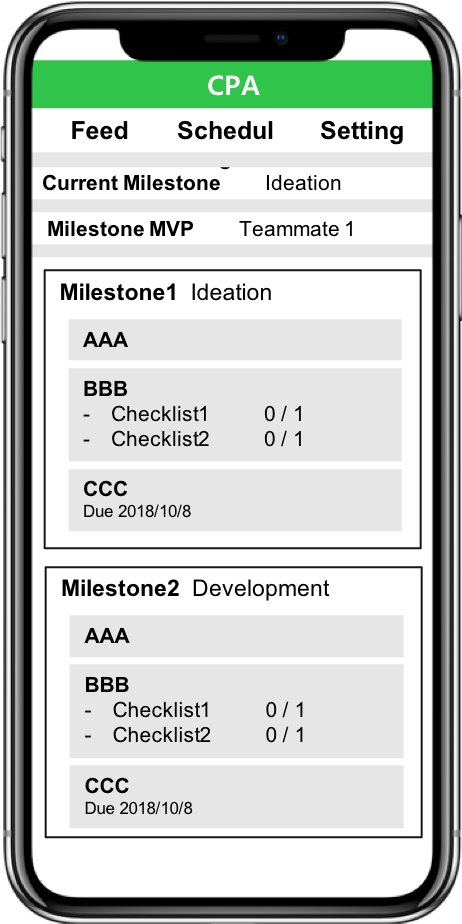 CPA
Feed Schedul Setting
Current Milestone Ideation
Milestone MVP Teammate 1
Milestone1 Ideation
AAA
BBB
- Checklist1 0 / 1
- Checklist2 0 / 1
CCC
Due 2018/10/8
Milestone2 Development
AAA
BBB
- Checklist1 0 / 1
- Checklist2 0 / 1
CCC
Due 2018/10/8